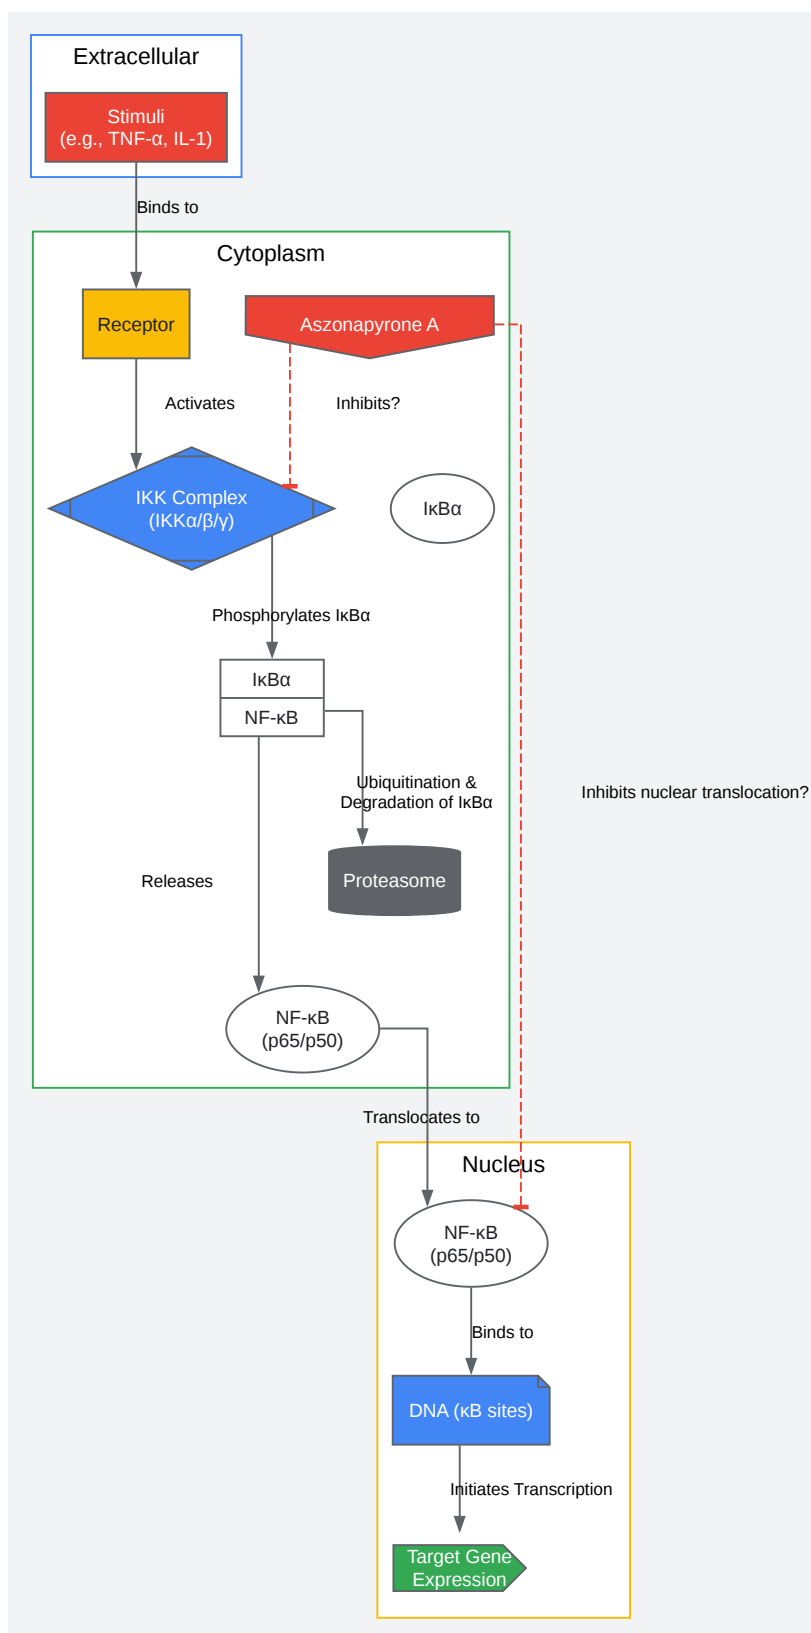 Extracellular
Stimuli
(e.g., TNF-α, IL-1)
Binds to
Cytoplasm
Receptor
Aszonapyrone A
Activates
Inhibits?
IKK Complex
(IKKα/β/γ)
IκBα
Phosphorylates IκBα
IκBα
NF-κB
Ubiquitination &
Degradation of IκBα
Inhibits nuclear translocation?
Releases
Proteasome
NF-κB
(p65/p50)
Translocates to
Nucleus
NF-κB
(p65/p50)
Binds to
DNA (κB sites)
Initiates Transcription
Target Gene
Expression